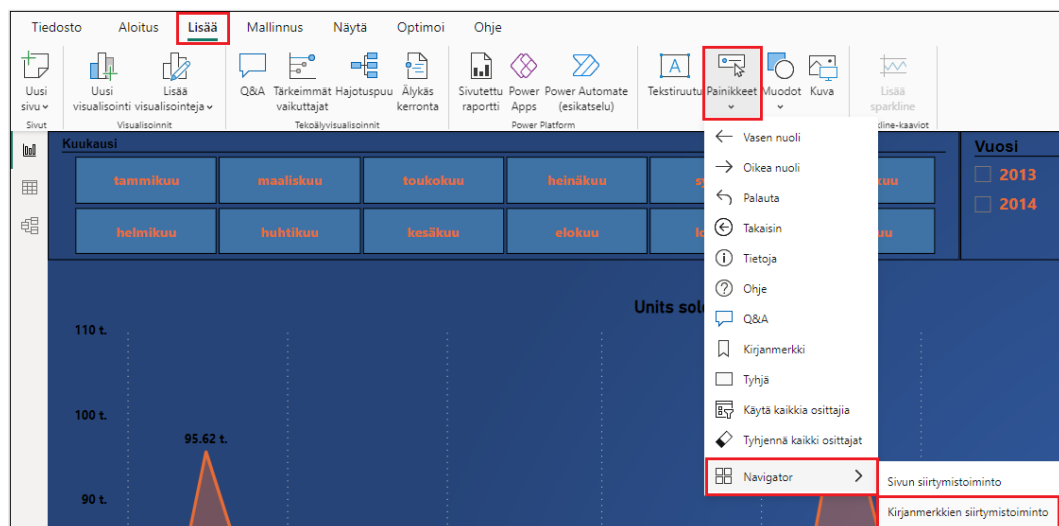 Tiedosto Aloitus Lisää Mallinnus Näytä Optimoi Ohje
Uusi sivu
Uusi visualisointi
Lisää visualisointeja
Q&A
Tärkeimmät vaikuttajat
Hajotuspuu
Älykäs kerronta
Sivutettu raportti
Power Apps
Power Automate (esikatselu)
Tekstiruutu
Painikkeet
Muodot
Kuva
Lisää sparkline
Sivut
Visualisoinnit
Tekoälyvisualisoinnit
Power Platform
Kuukausi
tammikuu maaliskuu toukokuu heinäkuu
helmikuu huhtikuu kesäkuu elokuu
Vuosi
2013
2014
Vasen nuoli
Oikea nuoli
Palauta
Takaisin
Tietoja
Ohje
Q&A
Kirjanmerkki
Tyhjä
Käytä kaikkia osittajia
Tyhjennä kaikki osittajat
Navigator
Sivun siirtymistoiminto
Kirjanmerkkien siirtymistoiminto
Units
110 t.
100 t.
95.62 t.
90 t.